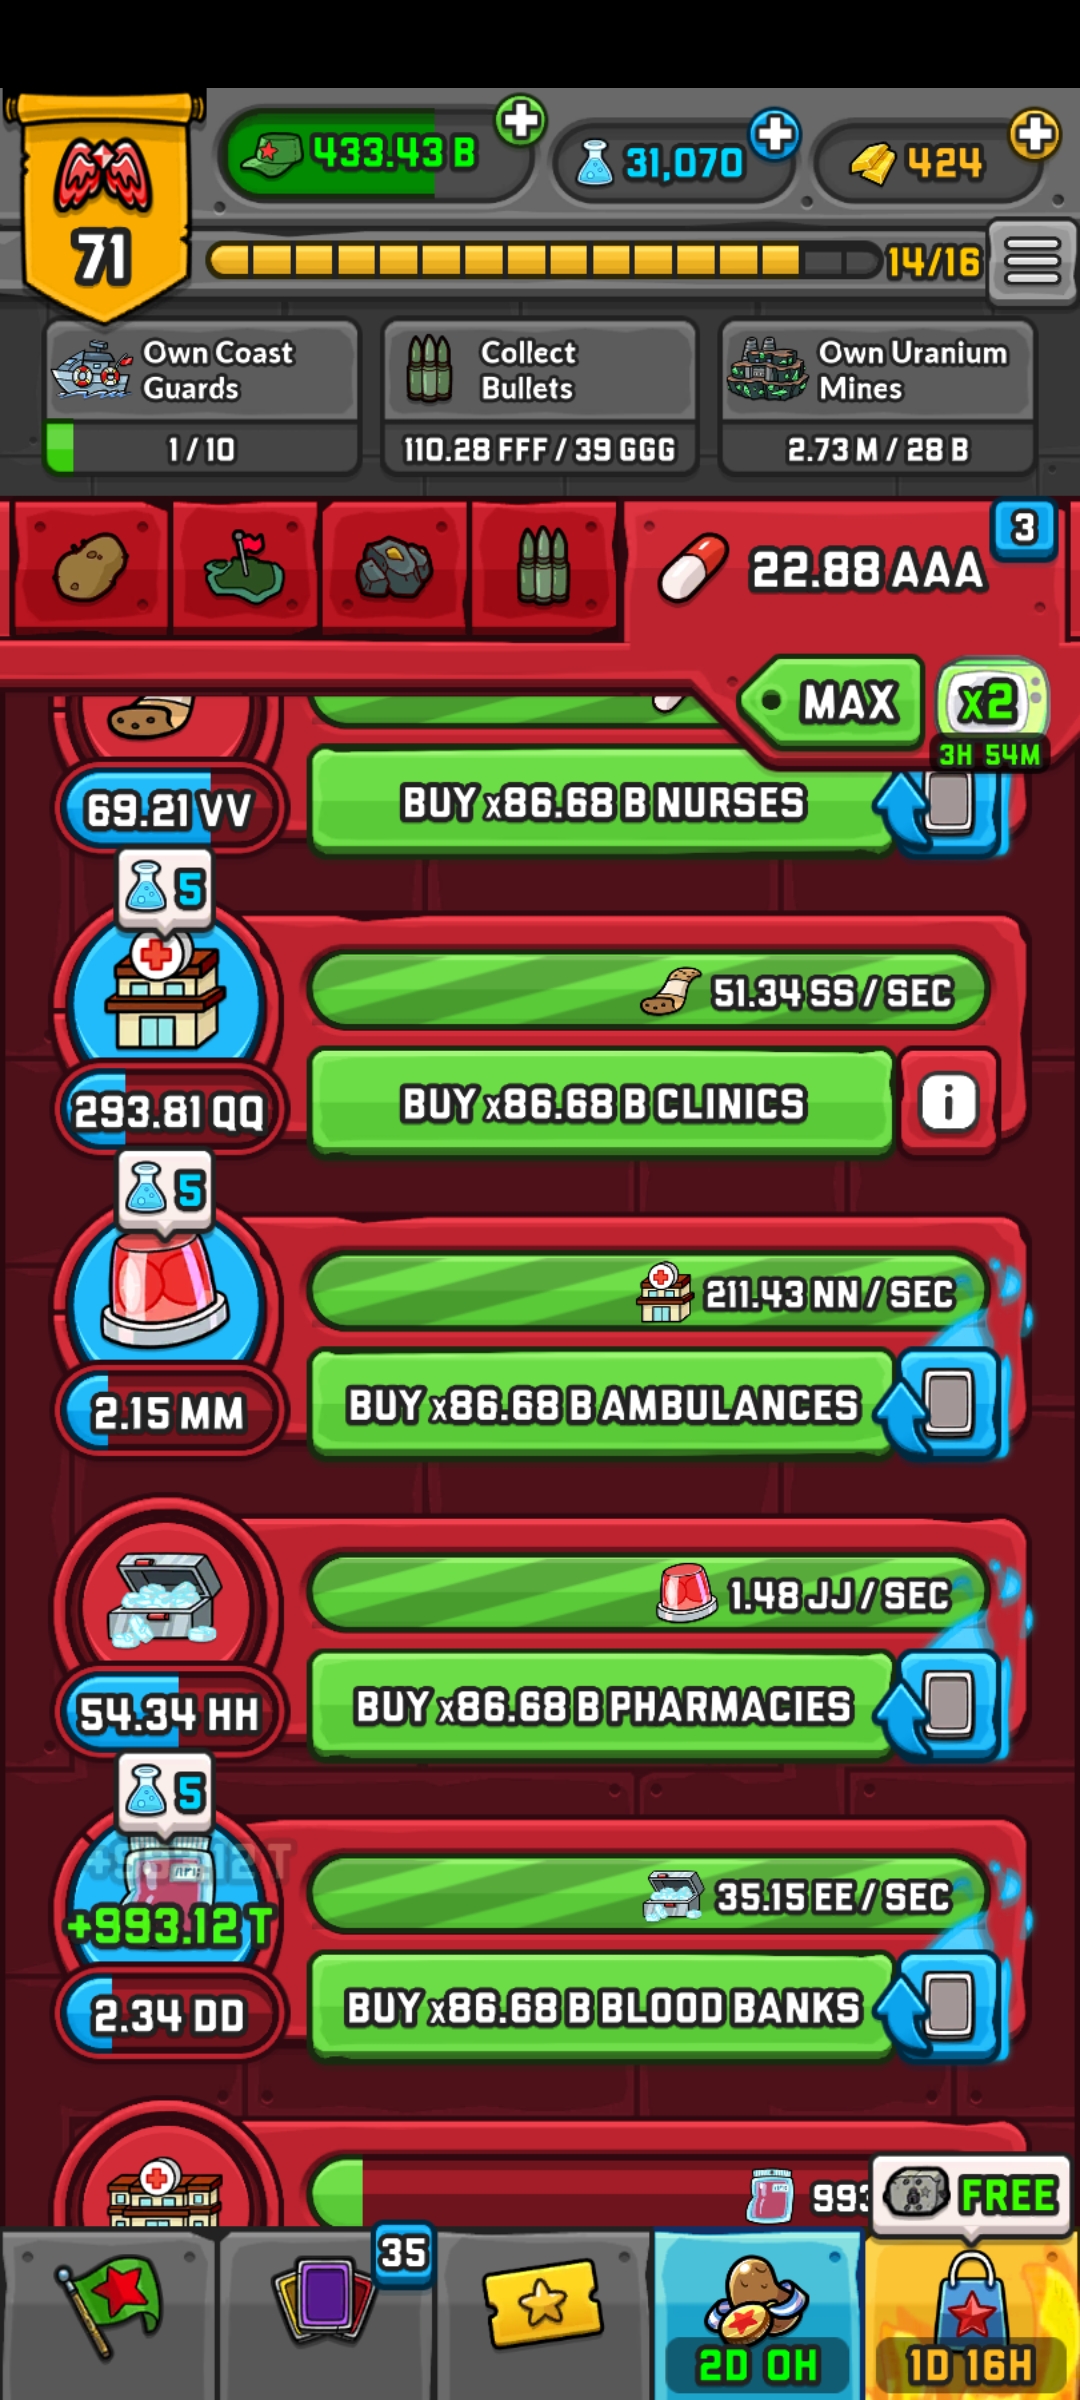 433.43 B
31,070
424
71
14/16
Own Coast
Guards
1/10
Collect
Bullets
110.28 FFF/39 GGG
Own Uranium
Mines
2.73 M/28 B
22.88 AAA
3
MAX
x2
3H 54M
69.21 VV
BUY x86.68 B NURSES
5
51.34 SS/SEC
293.81 QQ
BUY x86.68 B CLINICS
i
5
211.43 NN/SEC
2.15 MM
BUY x86.68 B AMBULANCES
1.48 JJ/SEC
54.34 HH
BUY x86.68 B PHARMACIES
5
+993.12 T
35.15 EE/SEC
2.34 DD
BUY x86.68 B BLOOD BANKS
993
FREE
35
2D 0H
1D 16H